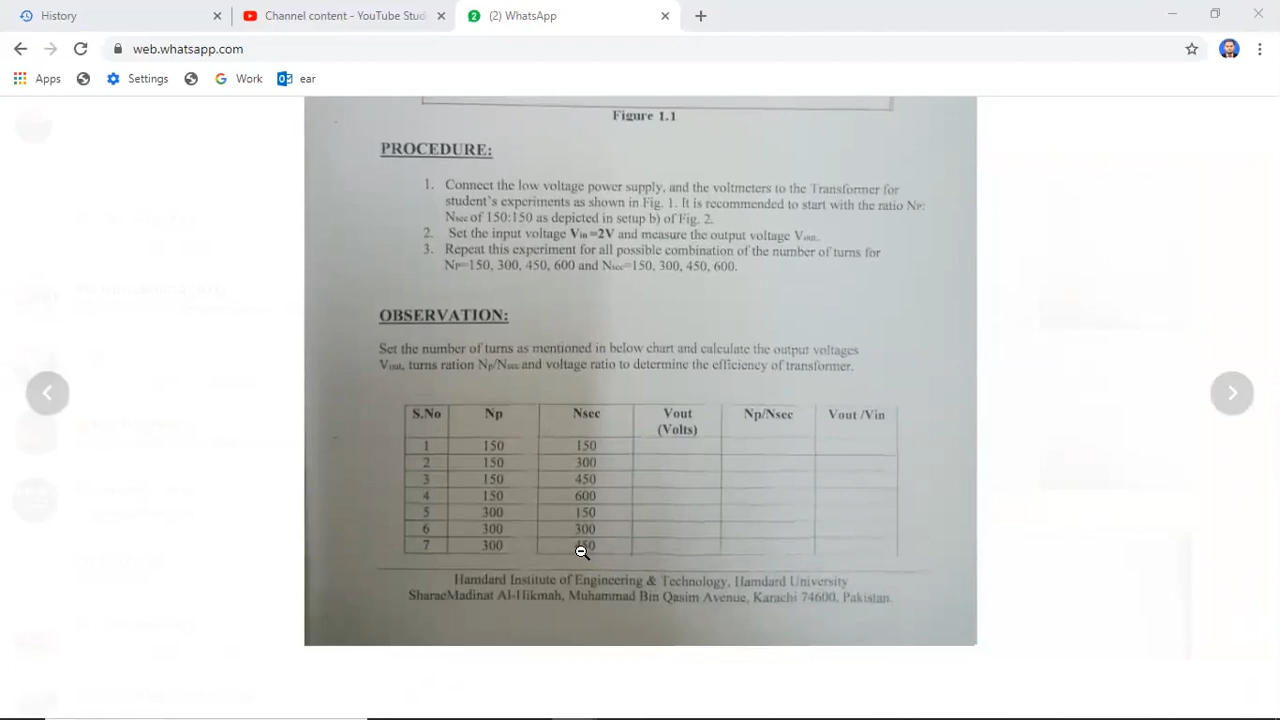 History
Channel content - YouTube Stud
2
(2) WhatsApp
web.whatsapp.com
Apps
Settings
Work
ear
Figure 1.1
PROCEDURE:
1. Connect the low voltage power supply, and the voltmeters to the Transformer for
student's experiments as shown in Fig. 1. It is recommended to start with the ratio Np:
Nsec of 150:150 as depicted in setup b) of Fig. 2.
2. Set the input voltage Vin=2V and measure the output voltage Vout.
3. Repeat this experiment for all possible combination of the number of turns for
Np=150, 300, 450, 600 and Nsec=150, 300, 450, 600.
OBSERVATION:
Set the number of turns as mentioned in below chart and calculate the output voltages
Vout, turns ration Np/Nsec and voltage ratio to determine the efficiency of transformer.
S.No Np Nsec Vout Np/Nsec Vout /Vin
(Volts)
1 150 150
2 150 300
3 150 450
4 150 600
5 300 150
6 300 300
7 300 450
Hamdard Institute of Engineering & Technology, Hamdard University
SharaeMadinat Al-Hikmah, Muhammad Bin Qasim Avenue, Karachi 74600, Pakistan.